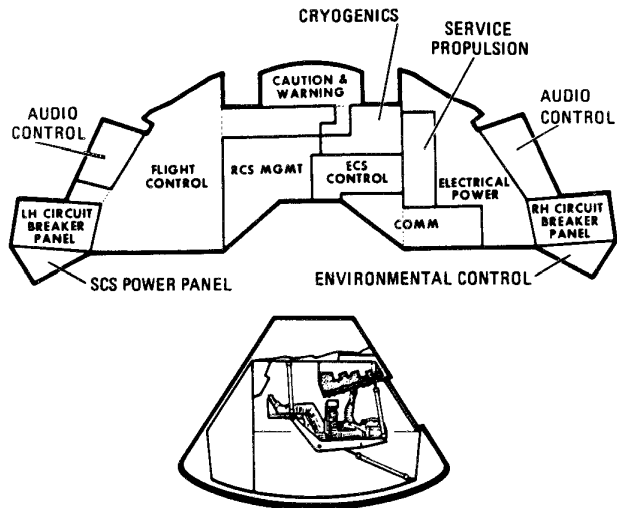 CRYOGENICS
SERVICE
PROPULSION
CAUTION &
WARNING
AUDIO
CONTROL
AUDIO
CONTROL
FLIGHT
CONTROL
RCS MGMT
ECS
CONTROL
ELECTRICAL
POWER
LH CIRCUIT
BREAKER
PANEL
COMM
RH CIRCUIT
BREAKER
PANEL
SCS POWER PANEL
ENVIRONMENTAL CONTROL